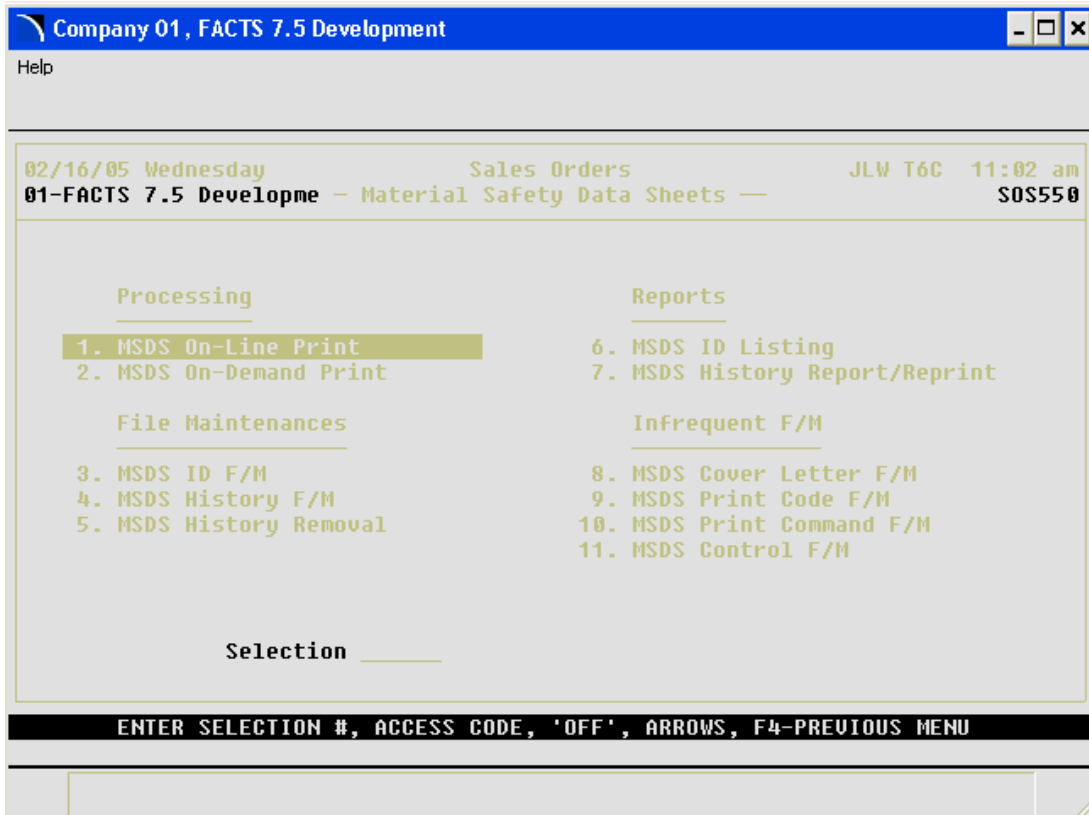 Company 01, FACTS 7.5 Development
Help
02/16/05 Wednesday Sales Orders JLW T6C 11:02 am
01-FACTS 7.5 Developme — Material Safety Data Sheets — SOS550
Processing Reports
1. MSDS On-Line Print 6. MSDS ID Listing
2. MSDS On-Demand Print 7. MSDS History Report/Reprint
File Maintenances Infrequent F/M
3. MSDS ID F/M 8. MSDS Cover Letter F/M
4. MSDS History F/M 9. MSDS Print Code F/M
5. MSDS History Removal 10. MSDS Print Command F/M
11. MSDS Control F/M
Selection ______
ENTER SELECTION #, ACCESS CODE, 'OFF', ARROWS, F4-PREVIOUS MENU